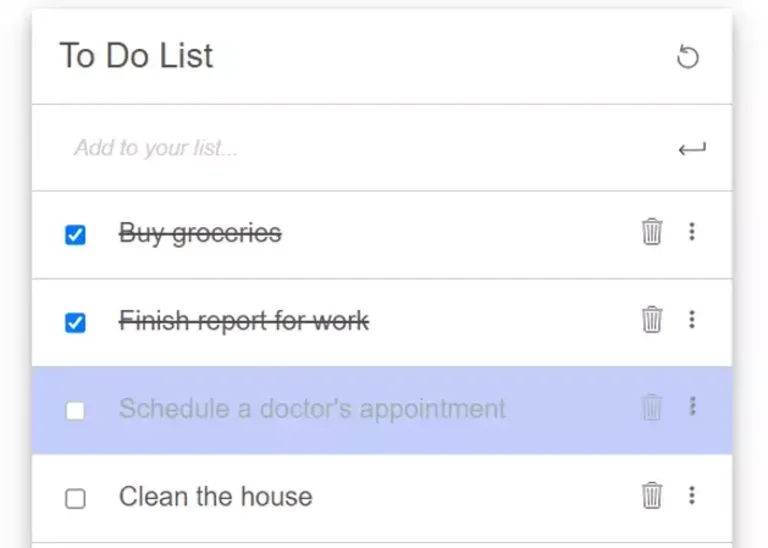 To Do List
Add to your list...
Buy groceries
Finish report for work
Schedule a doctor's appointment
Clean the house